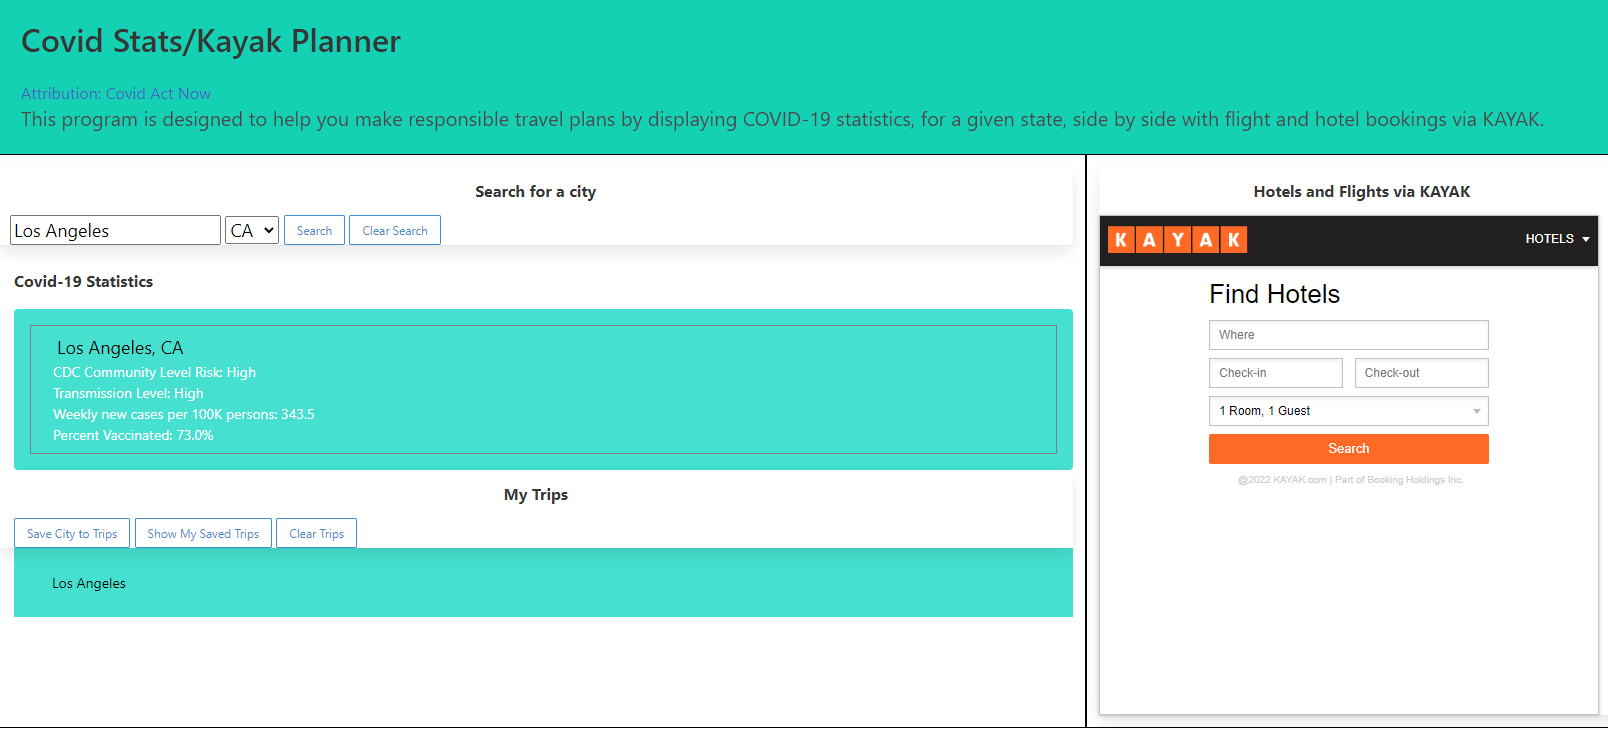 Covid Stats/Kayak Planner
Attribution: Covid Act Now
This program is designed to help you make responsible travel plans by displaying COVID-19 statistics, for a given state, side by side with flight and hotel bookings via KAYAK.
Search for a city
Los Angeles CA Search Clear Search
Covid-19 Statistics
Los Angeles, CA
CDC Community Level Risk: High
Transmission Level: High
Weekly new cases per 100K persons: 343.5
Percent Vaccinated: 73.0%
My Trips
Save City to Trips Show My Saved Trips Clear Trips
Los Angeles
Hotels and Flights via KAYAK
KAYAK HOTELS
Find Hotels
Where
Check-in Check-out
1 Room, 1 Guest
Search
@2022 KAYAK.com | Part of Booking Holdings Inc.